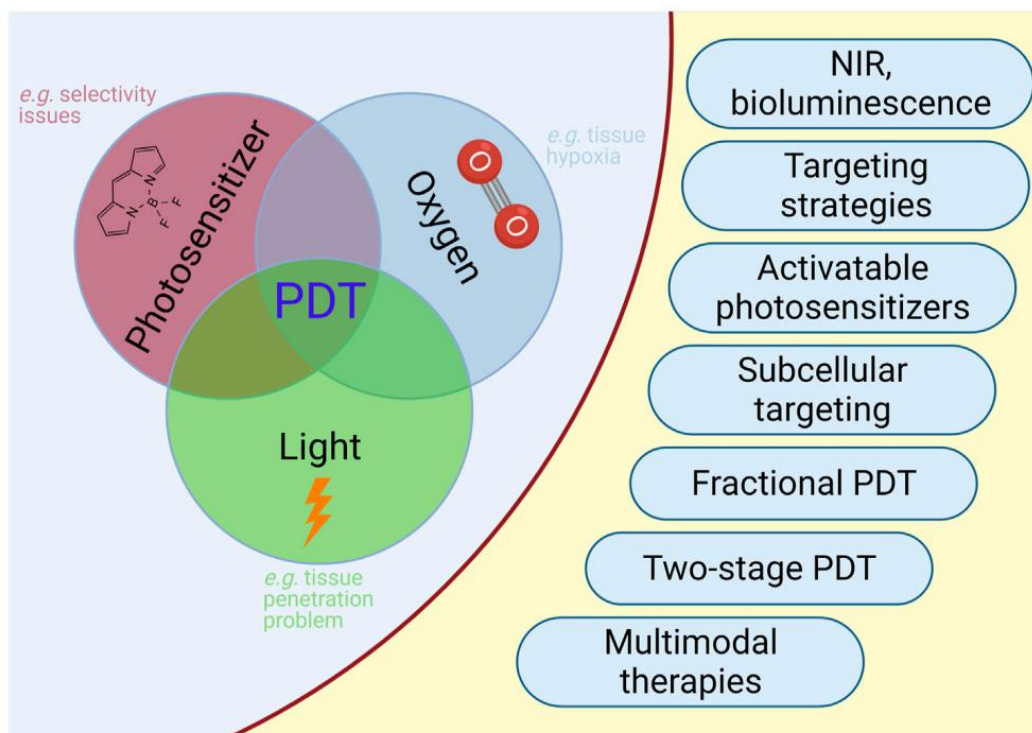 e.g. selectivity
issues
Photosensitizer
N
N
B
F
F
e.g. tissue
hypoxia
Oxygen
O
O
PDT
Light
e.g. tissue
penetration
problem
NIR,
bioluminescence
Targeting
strategies
Activatable
photosensitizers
Subcellular
targeting
Fractional PDT
Two-stage PDT
Multimodal
therapies